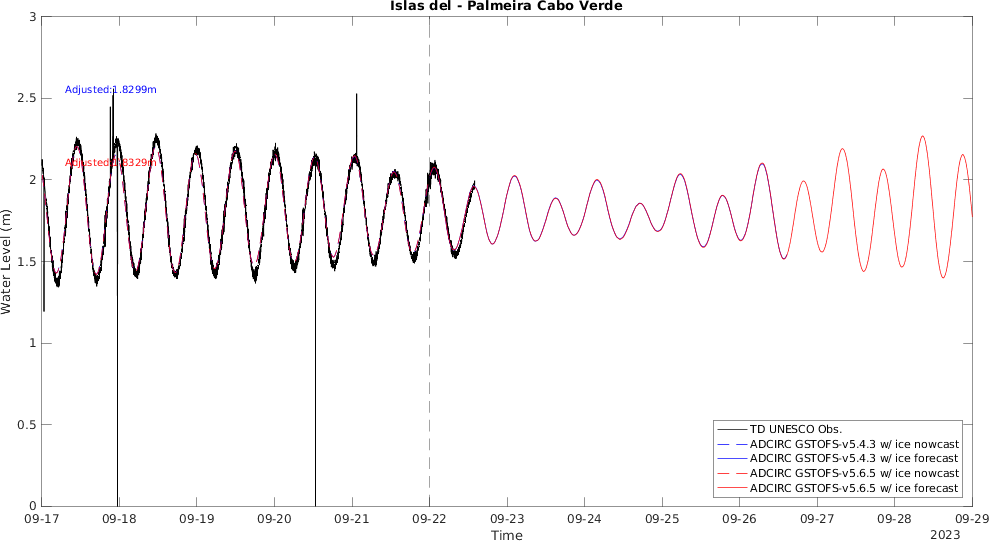 Islas del - Palmeira Cabo Verde
3
2.5
2
1.5
1
0.5
0
Water Level (m)
Adjusted:1.8299m
Adjusted:1.8329m
TD UNESCO Obs.
ADCIRC GSTOFS-v5.4.3 w/ ice nowcast
ADCIRC GSTOFS-v5.4.3 w/ ice forecast
ADCIRC GSTOFS-v5.6.5 w/ ice nowcast
ADCIRC GSTOFS-v5.6.5 w/ ice forecast
09-17 09-18 09-19 09-20 09-21 09-22 09-23 09-24 09-25 09-26 09-27 09-28 09-29
Time
2023